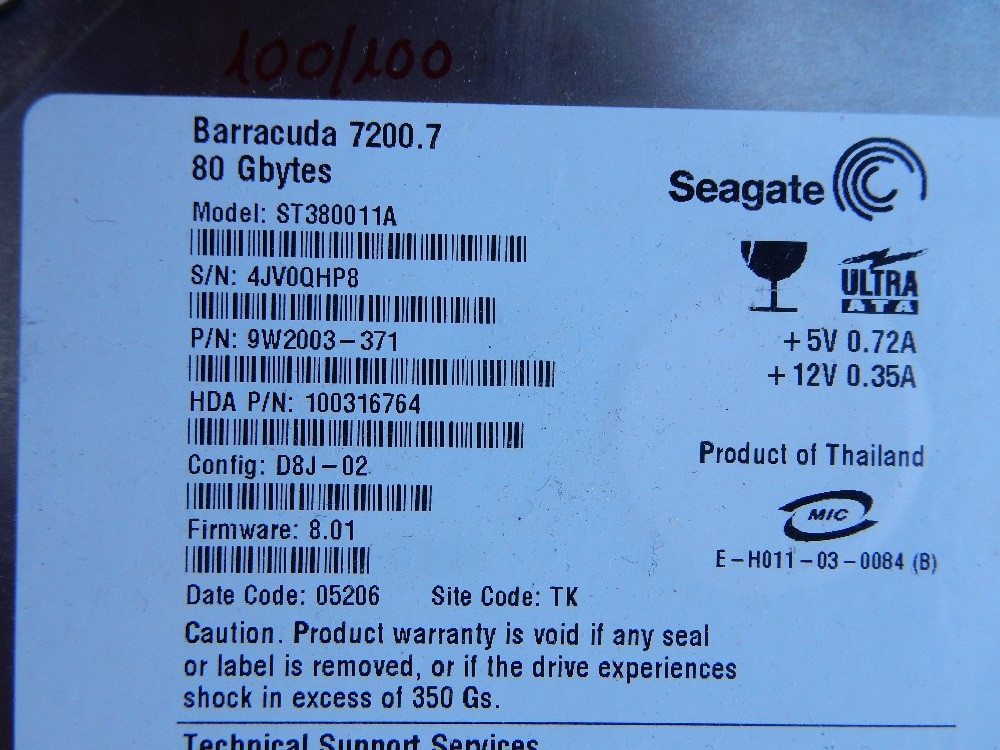 100/100
Barracuda 7200.7
80 Gbytes
Seagate
Model: ST380011A
S/N: 4JV0QHP8
ULTRA
ATA
P/N: 9W2003-371
+5V 0.72A
+12V 0.35A
HDA P/N: 100316764
Product of Thailand
Config: D8J-02
MIC
Firmware: 8.01
E-H011-03-0084 (B)
Date Code: 05206 Site Code: TK
Caution. Product warranty is void if any seal
or label is removed, or if the drive experiences
shock in excess of 350 Gs.
Technical Support Services